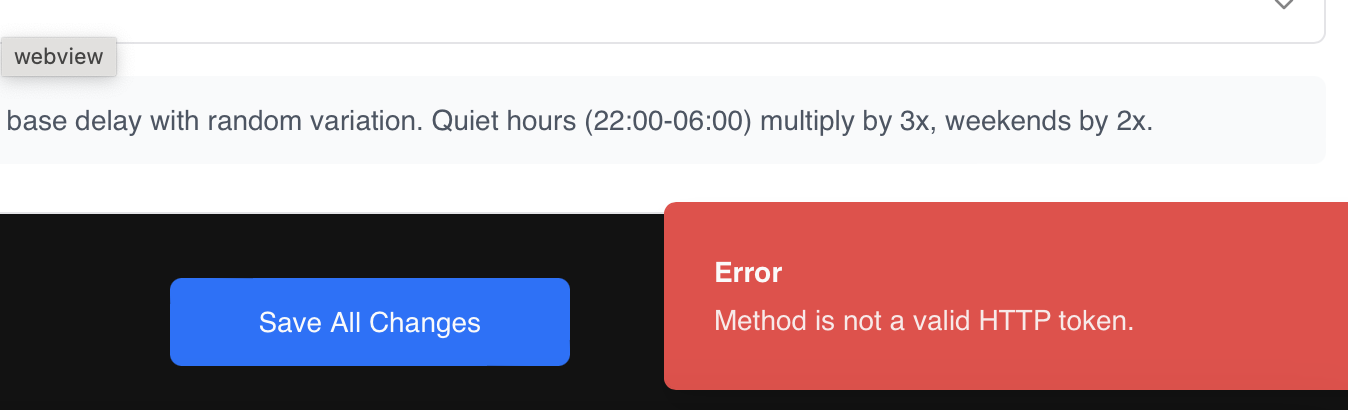 webview
base delay with random variation. Quiet hours (22:00-06:00) multiply by 3x, weekends by 2x.
Save All Changes
Error
Method is not a valid HTTP token.